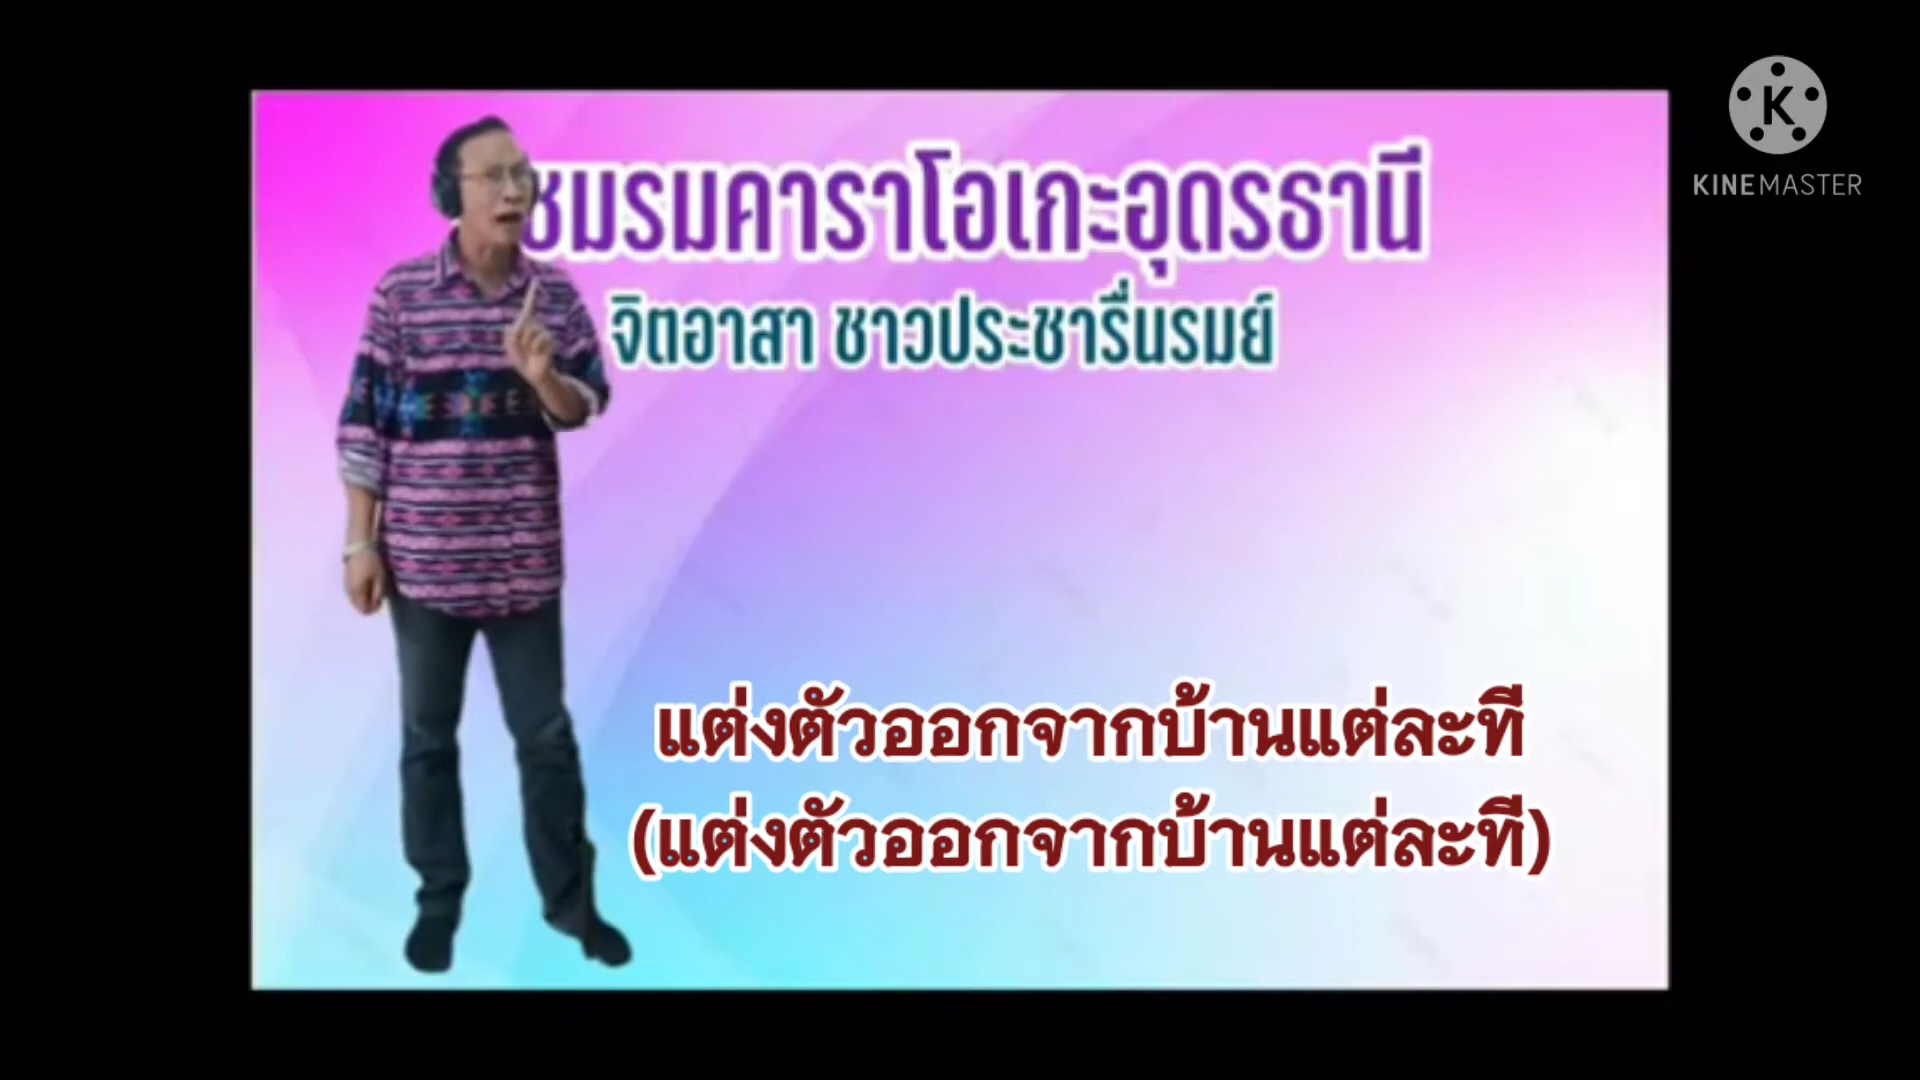 ชมรมคาราโอเกะอุดรธานี
จิตอาสา ชาวประชารื่นรมย์
แต่งตัวออกจากบ้านแต่ละที
(แต่งตัวออกจากบ้านแต่ละที)
K
KINEMASTER